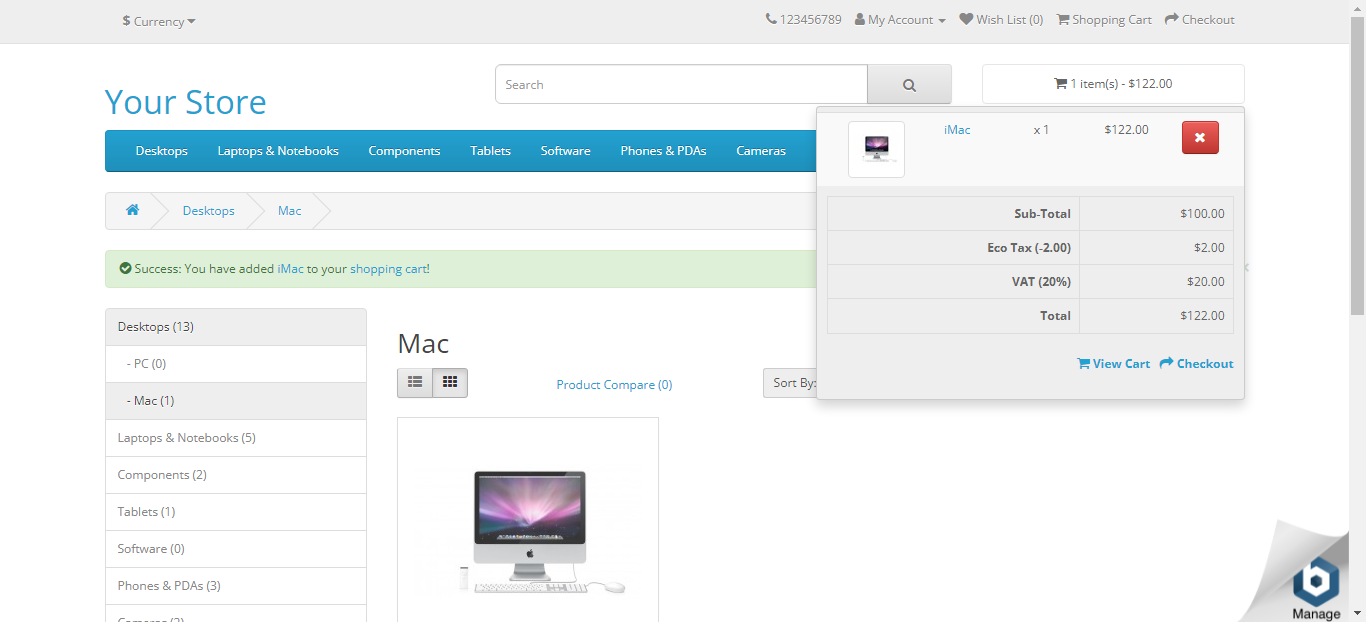 $ Currency
123456789 My Account Wish List (0) Shopping Cart Checkout
Your Store
Search
1 item(s) - $122.00
iMac x 1 $122.00
Sub-Total $100.00
Eco Tax (-2.00) $2.00
VAT (20%) $20.00
Total $122.00
View Cart Checkout
Desktops Laptops & Notebooks Components Tablets Software Phones & PDAs Cameras
Desktops Mac
Success: You have added iMac to your shopping cart!
Desktops (13)
- PC (0)
- Mac (1)
Laptops & Notebooks (5)
Components (2)
Tablets (1)
Software (0)
Phones & PDAs (3)
Mac
Product Compare (0)
Sort By:
Manage